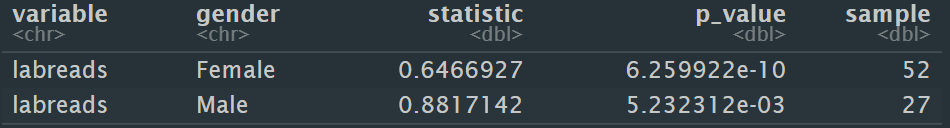 variable gender statistic p_value sample
<chr> <chr> <dbl> <dbl> <dbl>
labreads Female 0.6466927 6.259922e-10 52
labreads Male 0.8817142 5.232312e-03 27